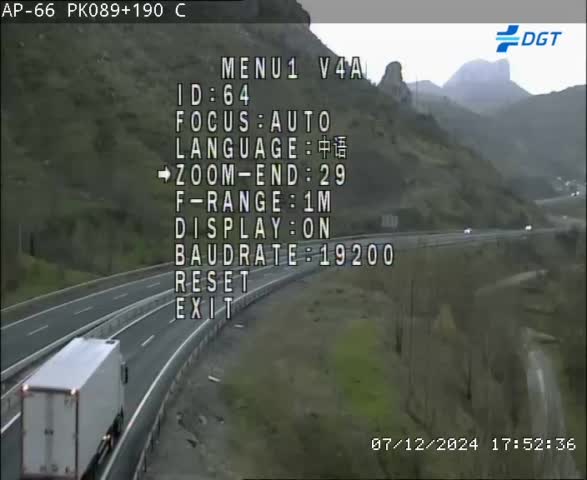 AP-66 PK089+190 C
DGT
MENU1 V4A
ID:64
FOCUS:AUTO
LANGUAGE:中语
ZOOM-END:29
F-RANGE:1M
DISPLAY:ON
BAUDRATE:19200
RESET
EXIT
07/12/2024 17:52:36